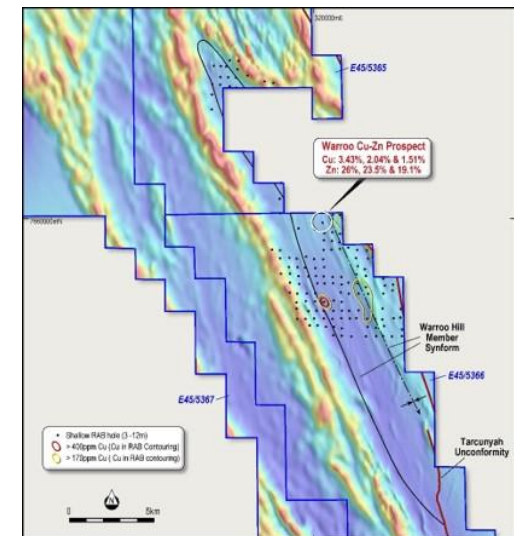 320000mE
E45/5365
Warroo Cu-Zn Prospect
Cu: 3.43%, 2.04% & 1.51%
Zn: 26%, 23.5% & 19.1%
Warroo Hill
Member
Synform
E45/5366
E45/5367
Tarcunyah
Unconformity
Shallow RAB hole (3 -12m)
> 400ppm Cu (Cu in RAB Contouring)
> 170ppm Cu ( Cu in RAB contouring)
N
0
5km